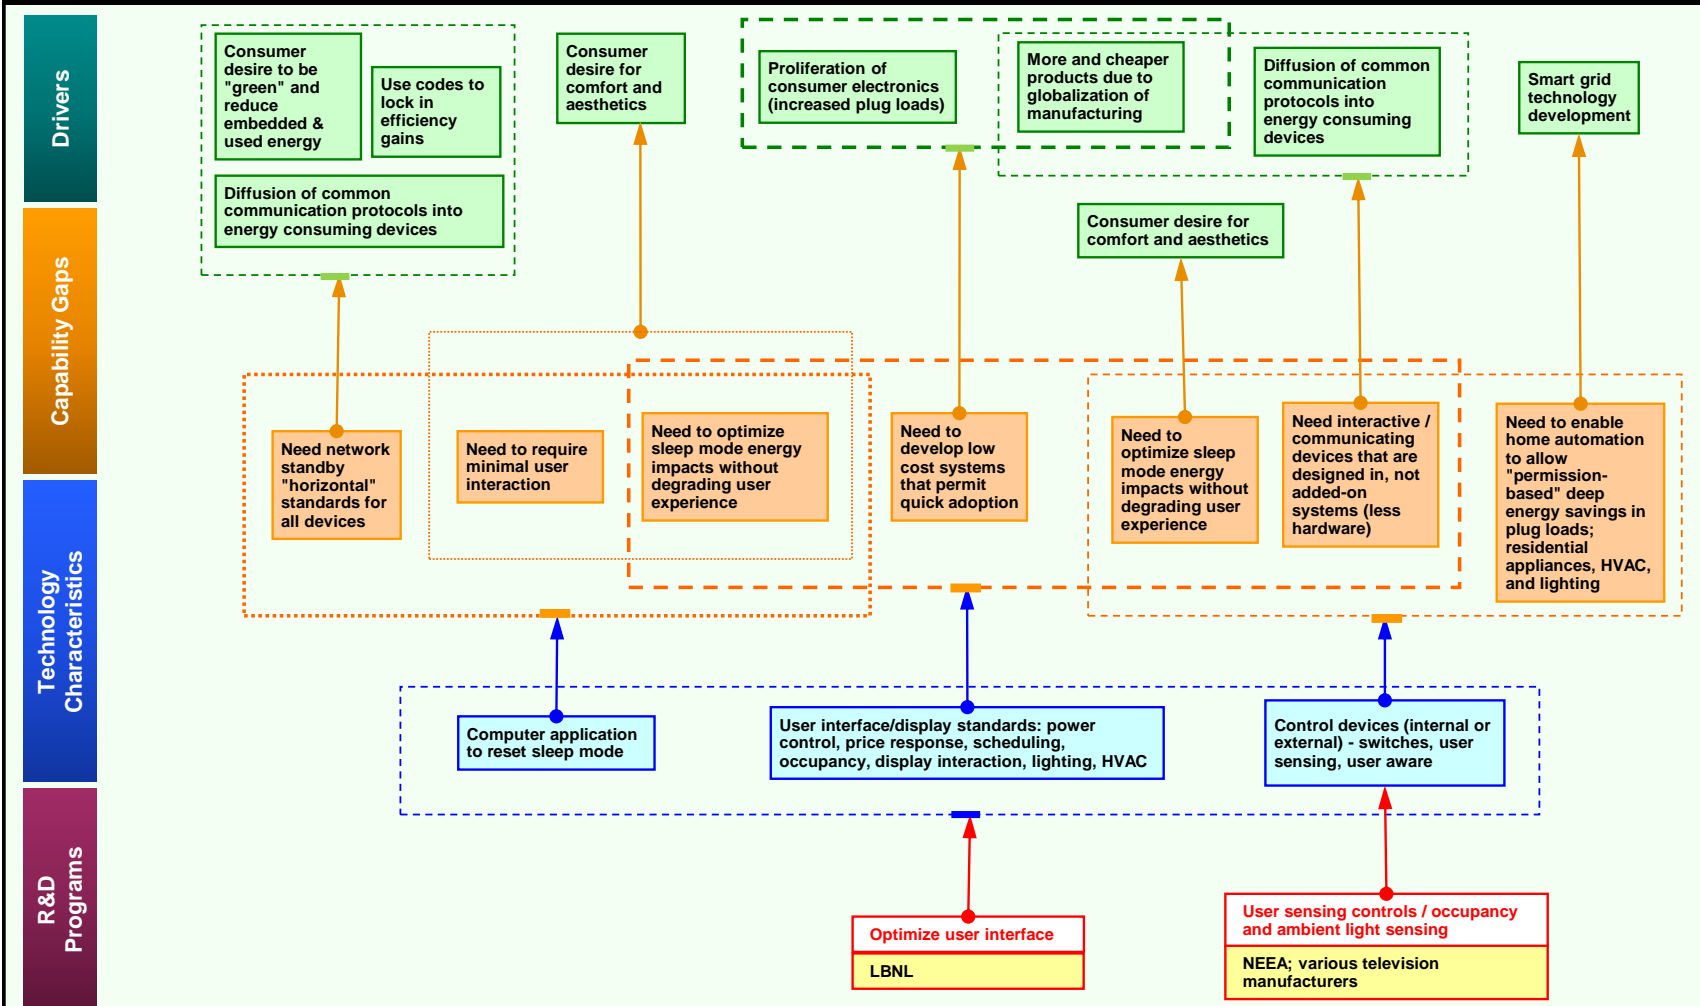 Drivers
Consumer
desire to be
"green" and
reduce
embedded &
used energy
Use codes to
lock in
efficiency
gains
Diffusion of common
communication protocols into
energy consuming devices
Consumer
desire for
comfort and
aesthetics
Proliferation of
consumer electronics
(increased plug loads)
More and cheaper
products due to
globalization of
manufacturing
Diffusion of common
communication
protocols into
energy consuming
devices
Smart grid
technology
development
Consumer desire for
comfort and aesthetics
Capability Gaps
Need network
standby
"horizontal"
standards for
all devices
Need to require
minimal user
interaction
Need to optimize
sleep mode energy
impacts without
degrading user
experience
Need to
develop low
cost systems
that permit
quick adoption
Need to
optimize sleep
mode energy
impacts without
degrading user
experience
Need interactive /
communicating
devices that are
designed in, not
added-on
systems (less
hardware)
Need to enable
home automation
to allow
"permission-
based" deep
energy savings in
plug loads;
residential
appliances, HVAC,
and lighting
Technology
Characteristics
Computer application
to reset sleep mode
User interface/display standards: power
control, price response, scheduling,
occupancy, display interaction, lighting, HVAC
Control devices (internal or
external) - switches, user
sensing, user aware
R&D
Programs
Optimize user interface
LBNL
User sensing controls / occupancy
and ambient light sensing
NEEA; various television
manufacturers